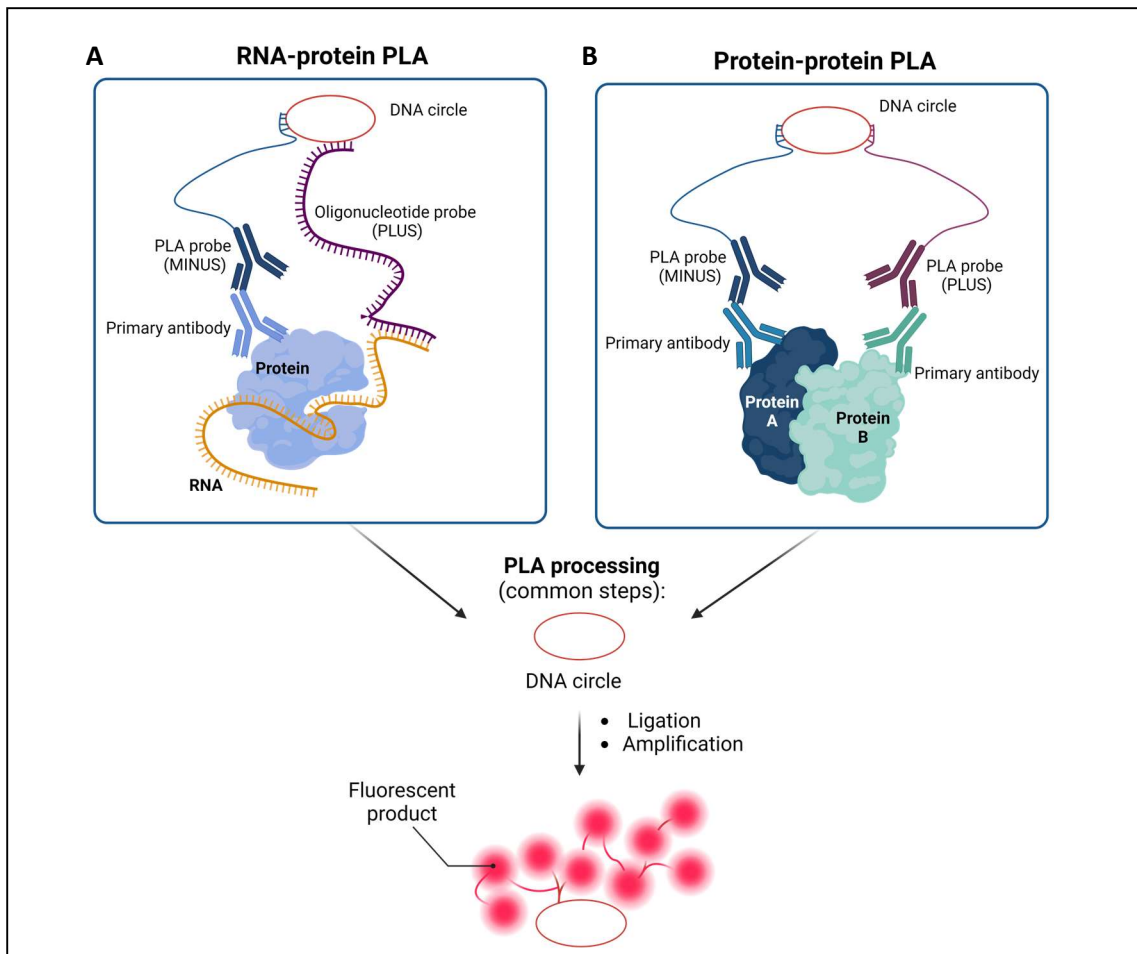 A
RNA-protein PLA
DNA circle
Oligonucleotide probe
(PLUS)
PLA probe
(MINUS)
Primary antibody
Protein
RNA
B
Protein-protein PLA
DNA circle
PLA probe
(MINUS)
PLA probe
(PLUS)
Primary antibody
Primary antibody
Protein
A
Protein
B
PLA processing
(common steps):
DNA circle
• Ligation
• Amplification
Fluorescent
product